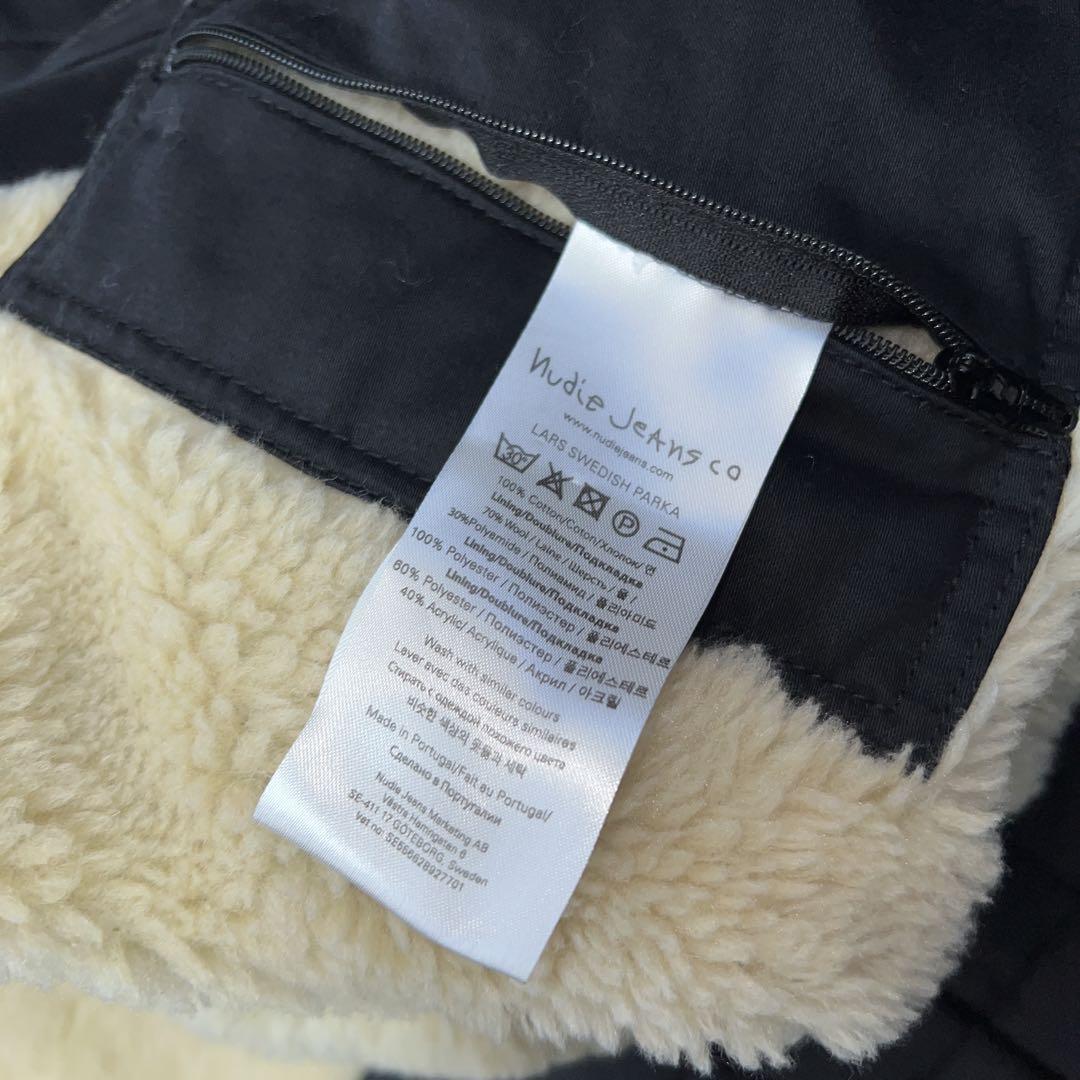 Nudie Jeans co
www.nudiejeans.com
LARS SWEDISH PARKA
30°
P
100% Cotton/Coton/Хлопок/면
Lining/Doublure/Подкладка
70% Wool / Laine / Шерсть / 울 /
30%Polyamide / Полиамид / 폴리아미드
Lining/Doublure/Подкладка
100% Polyester / Полиэстер / 폴리에스테르
Lining/Doublure/Подкладка
60% Polyester / Полиэстер / 폴리에스테르
40% Acrylic/ Acrylique / Акрил / 아크릴
Wash with similar colours
Laver avec des couleurs similaires
Стирать с одеждой похожего цвета
비슷한 색상의 옷들과 세탁
Made in Portugal/Fait au Portugal/
Сделано в Португалии
Nudie Jeans Marketing AB
Västra Hamngatan 6
SE-411 17 GÖTEBORG, Sweden
Vat no: SE556628927701